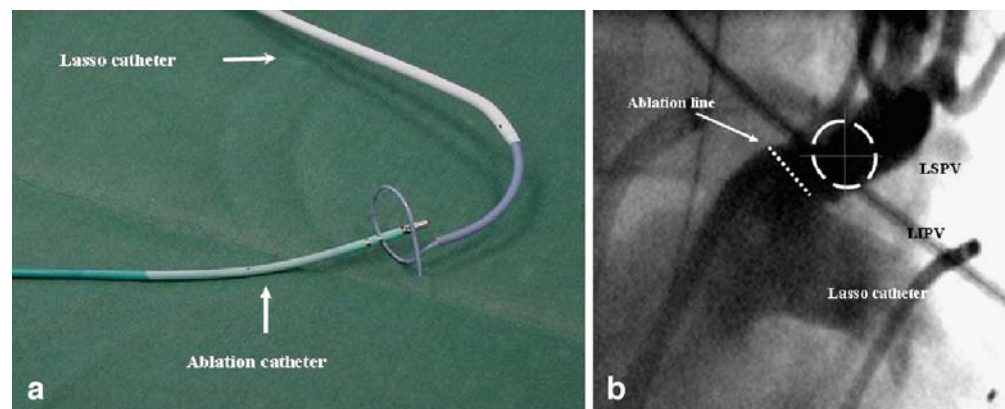 Lasso catheter
Ablation catheter
a
Ablation line
LSPV
LIPV
Lasso catheter
b